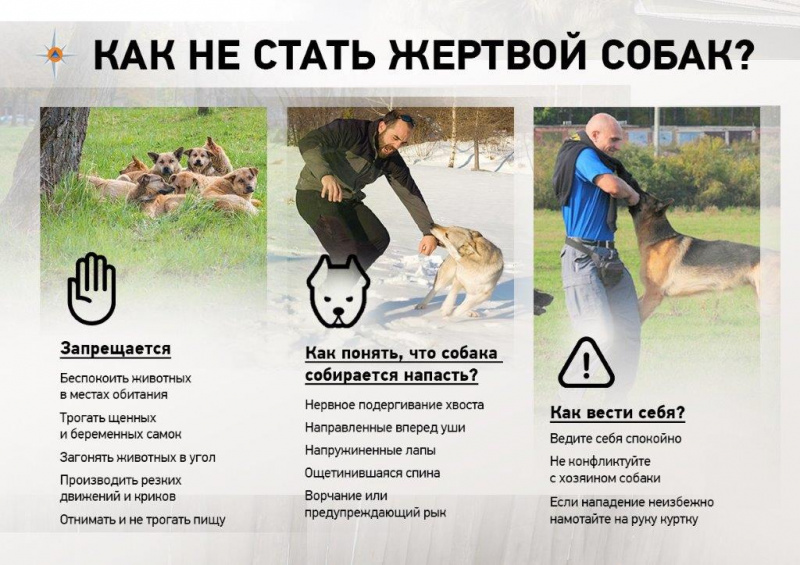 КАК НЕ СТАТЬ ЖЕРТВОЙ СОБАК?
Запрещается
Беспокоить животных
в местах обитания
Трогать щенных
и беременных самок
Загонять животных в угол
Производить резких
движений и криков
Отнимать и не трогать пищу
Как понять, что собака
собирается напасть?
Нервное подергивание хвоста
Направленные вперед уши
Напружиненные лапы
Ощетинившаяся спина
Ворчание или
предупреждающий рык
Как вести себя?
Ведите себя спокойно
Не конфликтуйте
с хозяином собаки
Если нападение неизбежно
намотайте на руку куртку